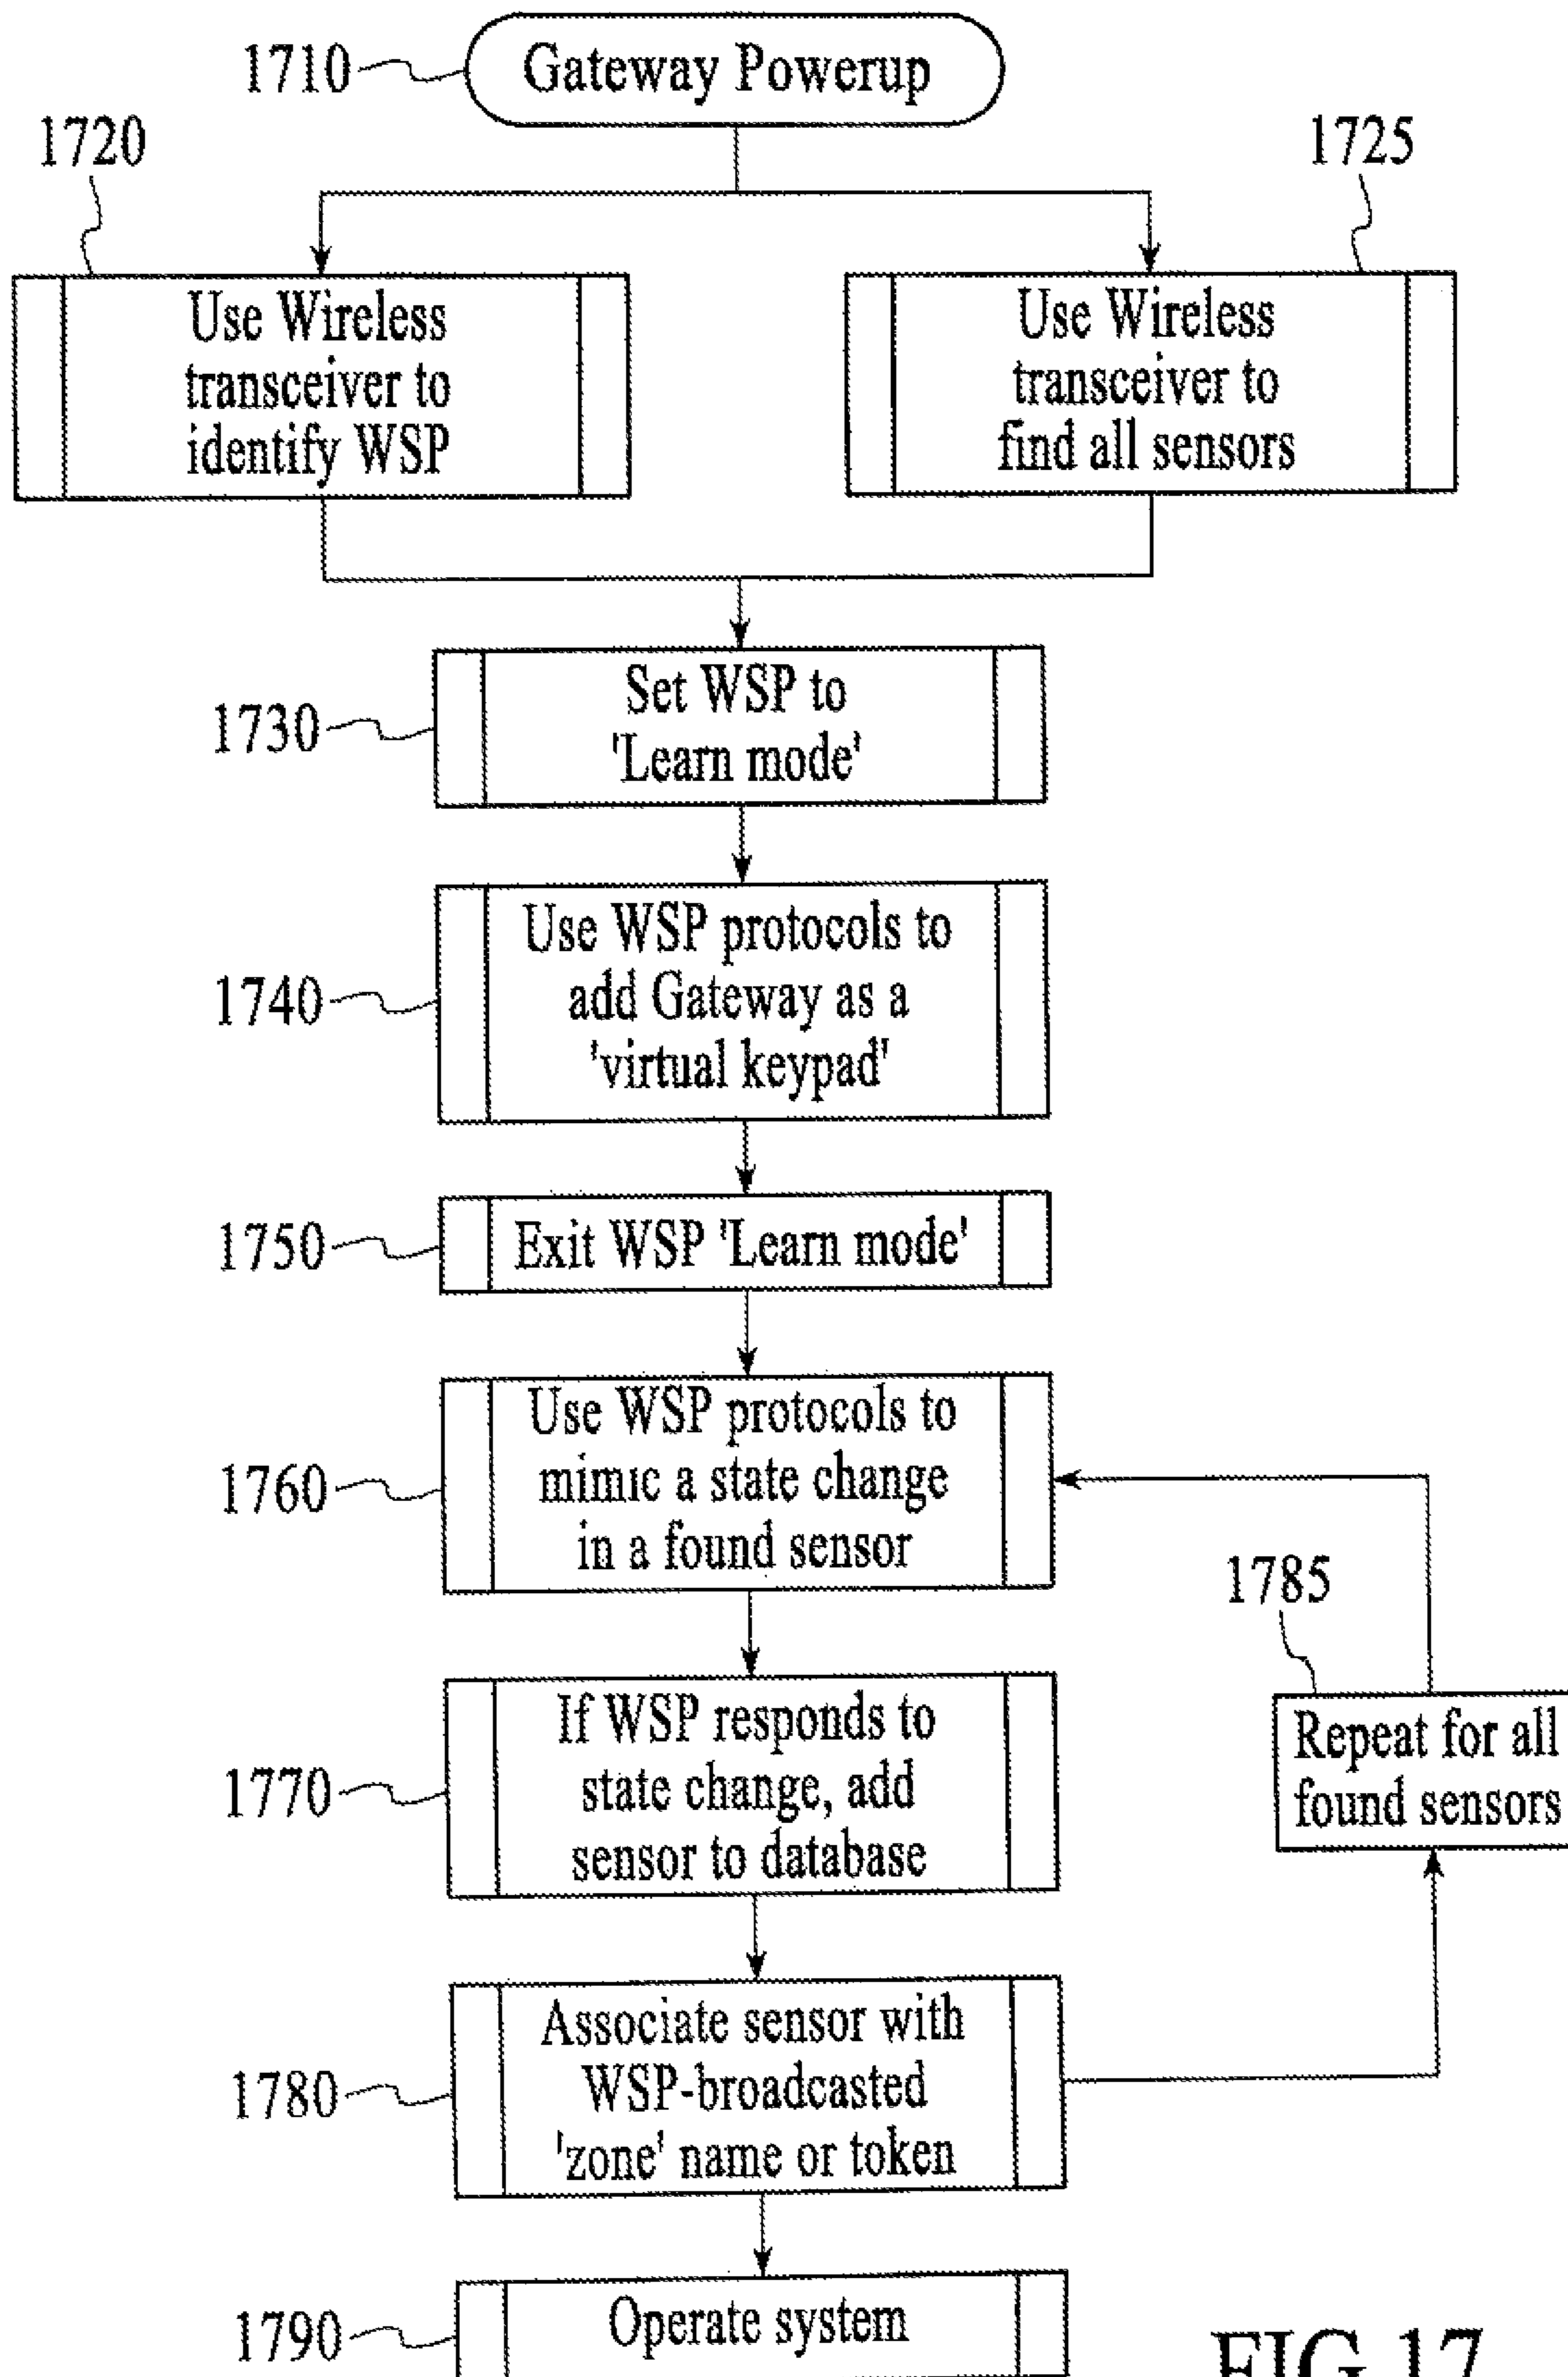 1710
Gateway Powerup
1720
1725
Use Wireless
transceiver to
identify WSP
Use Wireless
transceiver to
find all sensors
1730
Set WSP to
'Learn mode'
1740
Use WSP protocols to
add Gateway as a
'virtual keypad'
1750
Exit WSP 'Learn mode'
1760
Use WSP protocols to
mimic a state change
in a found sensor
1785
Repeat for all
found sensors
1770
If WSP responds to
state change, add
sensor to database
1780
Associate sensor with
WSP-broadcasted
'zone' name or token
1790
Operate system
FIG.17